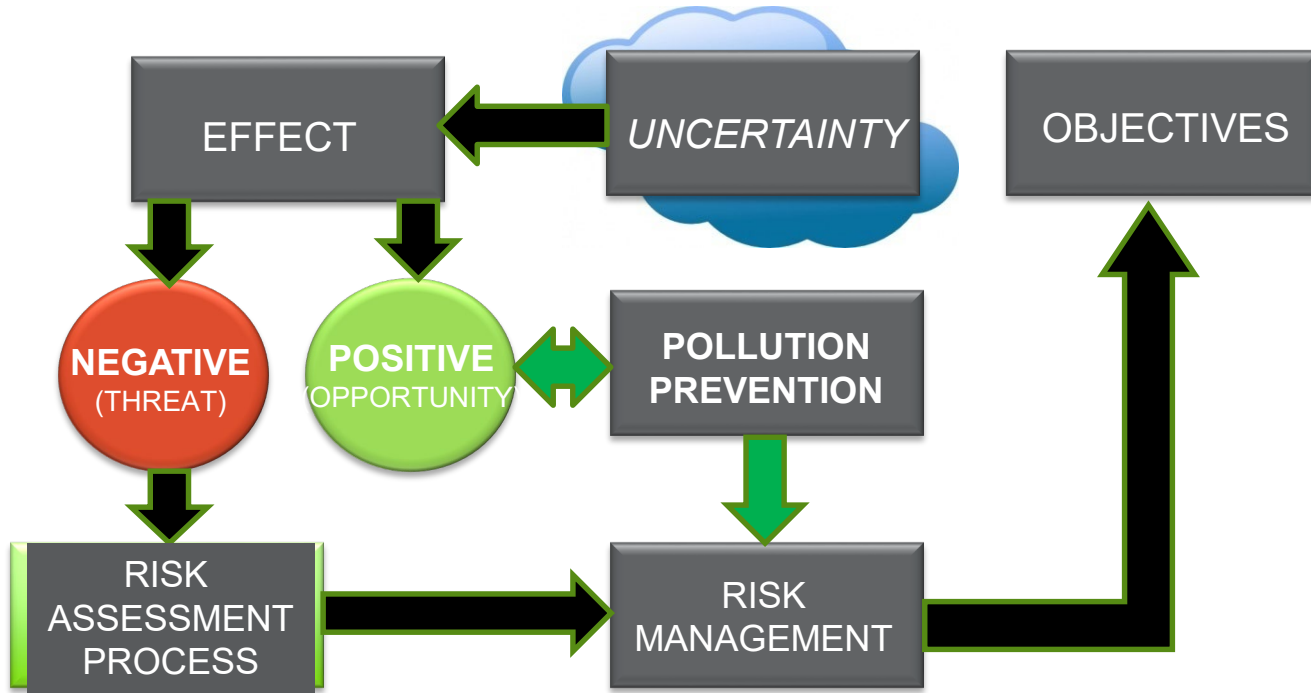 EFFECT
UNCERTAINTY
OBJECTIVES
NEGATIVE
(THREAT)
POSITIVE
(OPPORTUNITY)
POLLUTION
PREVENTION
RISK
ASSESSMENT
PROCESS
RISK
MANAGEMENT